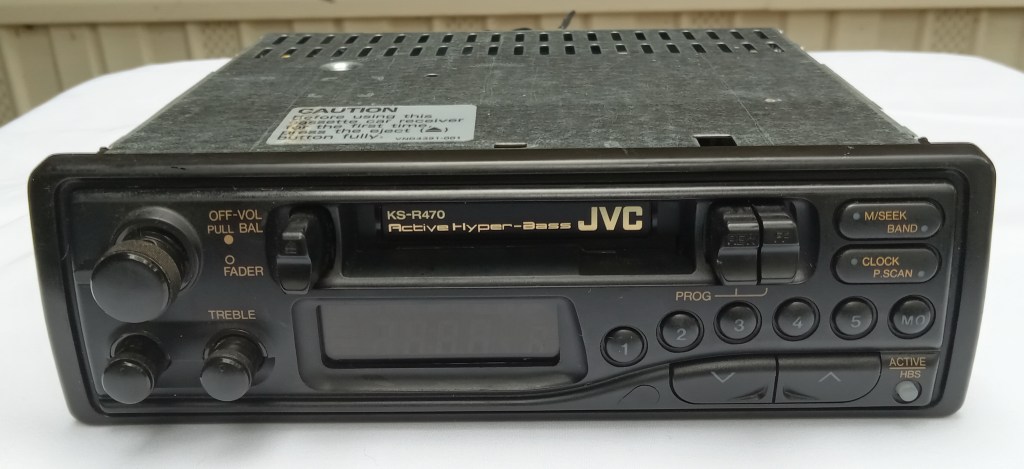 CAUTION
Before using this
cassette car receiver
for the first time,
press the eject (⏏)
button fully. VND3391-001
OFF-VOL
PULL BAL
FADER
KS-R470
Active Hyper-Bass JVC
M/SEEK
BAND
CLOCK
P.SCAN
TREBLE
PROG
1 2 3 4 5 MO
ACTIVE
HBS